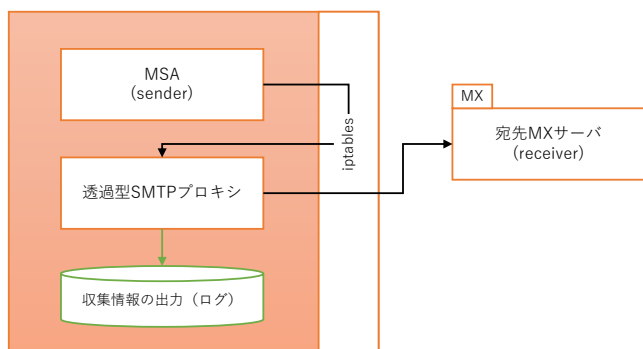 MSA
(sender)
iptables
透過型SMTPプロキシ
収集情報の出力（ログ）
MX
宛先MXサーバ
(receiver)